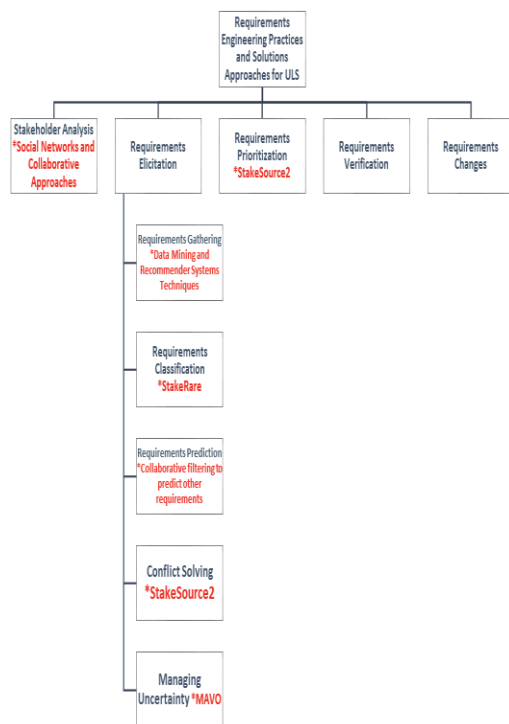 Requirements
Engineering Practices
and Solutions
Approaches for ULS
Stakeholder Analysis
*Social Networks and
Collaborative
Approaches
Requirements
Elicitation
Requirements
Prioritization
*StakeSource2
Requirements
Verification
Requirements
Changes
Requirements Gathering
*Data Mining and
Recommender Systems
Techniques
Requirements
Classification
*StakeRare
Requirements Prediction
*Collaborative filtering to
predict other
requirements
Conflict Solving
*StakeSource2
Managing
Uncertainty *MAVO